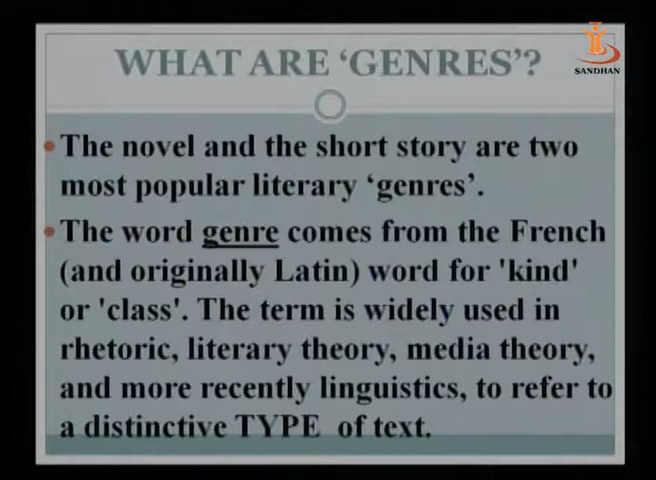 WHAT ARE 'GENRES'?
SANDHAN
The novel and the short story are two
most popular literary 'genres'.
The word genre comes from the French
(and originally Latin) word for 'kind'
or 'class'. The term is widely used in
rhetoric, literary theory, media theory,
and more recently linguistics, to refer to
a distinctive TYPE of text.